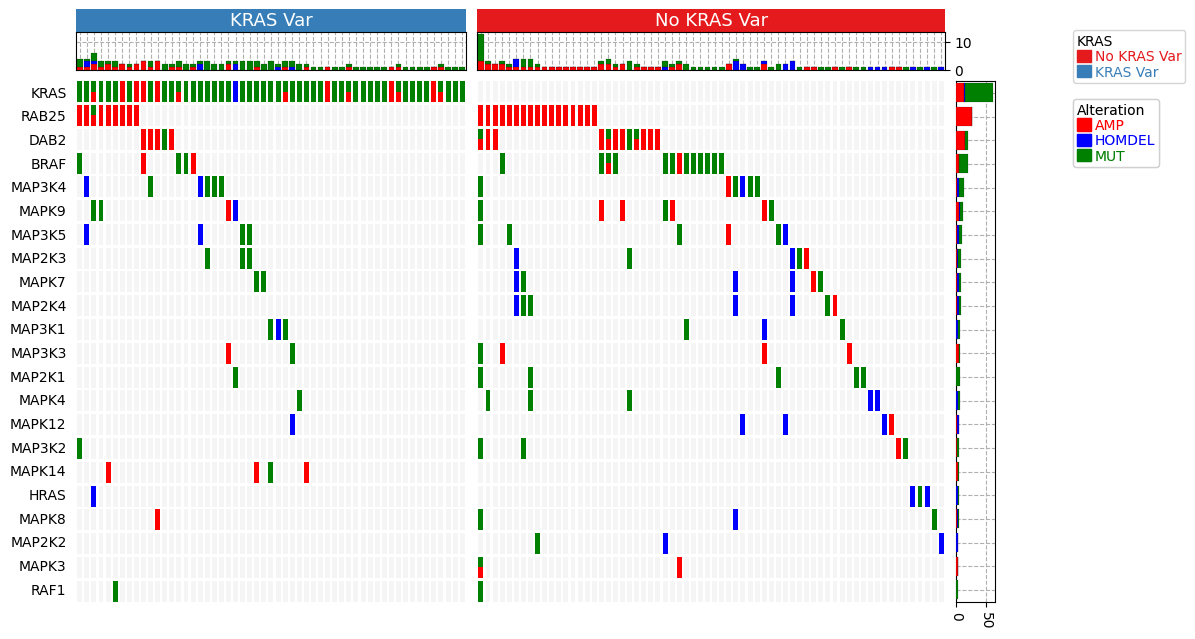 KRAS Var
No KRAS Var
10
0
KRAS
RAB25
DAB2
BRAF
MAP3K4
MAPK9
MAP3K5
MAP2K3
MAPK7
MAP2K4
MAP3K1
MAP3K3
MAP2K1
MAPK4
MAPK12
MAP3K2
MAPK14
HRAS
MAPK8
MAP2K2
MAPK3
RAF1
0
50
KRAS
No KRAS Var
KRAS Var
Alteration
AMP
HOMDEL
MUT